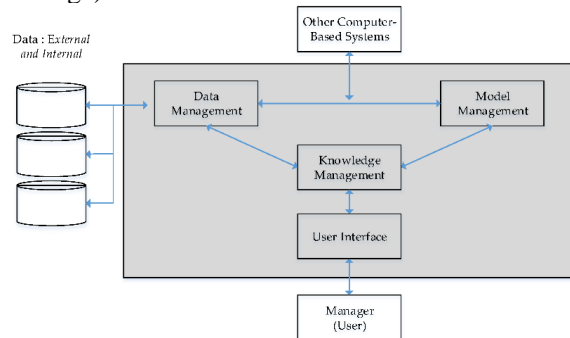 Data : External
and Internal
Other Computer-
Based Systems
Data
Management
Model
Management
Knowledge
Management
User Interface
Manager
(User)